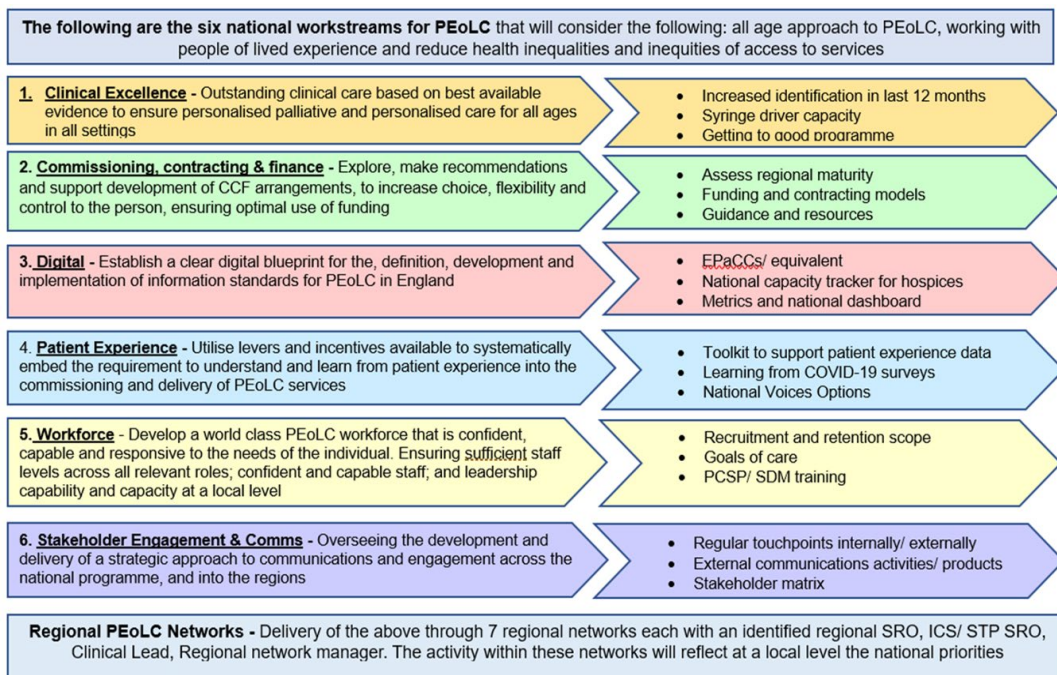 The following are the six national workstreams for PEoLC that will consider the following: all age approach to PEoLC, working with
people of lived experience and reduce health inequalities and inequities of access to services
1. Clinical Excellence - Outstanding clinical care based on best available
evidence to ensure personalised palliative and personalised care for all ages
in all settings
• Increased identification in last 12 months
• Syringe driver capacity
• Getting to good programme
2. Commissioning, contracting & finance - Explore, make recommendations
and support development of CCF arrangements, to increase choice, flexibility and
control to the person, ensuring optimal use of funding
• Assess regional maturity
• Funding and contracting models
• Guidance and resources
3. Digital - Establish a clear digital blueprint for the, definition, development and
implementation of information standards for PEoLC in England
• EPaCCs/ equivalent
• National capacity tracker for hospices
• Metrics and national dashboard
4. Patient Experience - Utilise levers and incentives available to systematically
embed the requirement to understand and learn from patient experience into the
commissioning and delivery of PEoLC services
• Toolkit to support patient experience data
• Learning from COVID-19 surveys
• National Voices Options
5. Workforce - Develop a world class PEoLC workforce that is confident,
capable and responsive to the needs of the individual. Ensuring sufficient staff
levels across all relevant roles; confident and capable staff; and leadership
capability and capacity at a local level
• Recruitment and retention scope
• Goals of care
• PCSP/ SDM training
6. Stakeholder Engagement & Comms - Overseeing the development and
delivery of a strategic approach to communications and engagement across the
national programme, and into the regions
• Regular touchpoints internally/ externally
• External communications activities/ products
• Stakeholder matrix
Regional PEoLC Networks - Delivery of the above through 7 regional networks each with an identified regional SRO, ICS/ STP SRO,
Clinical Lead, Regional network manager. The activity within these networks will reflect at a local level the national priorities